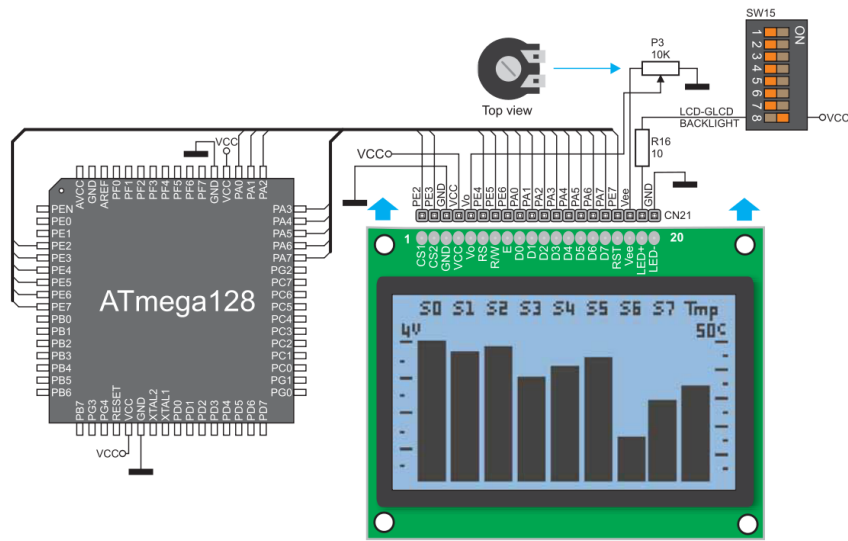 SW15
ON
1
2
3
4
5
6
7
8
VCC
P3
10K
Top view
LCD-GLCD
BACKLIGHT
R16
10
VCC
VCC
PE2
PE3
GND
VCC
Vo
PE4
PE5
PE6
PA0
PA1
PA2
PA3
PA4
PA5
PA6
PA7
PE7
Vee
GND
CN21
1
20
CS1
CS2
GND
VCC
Vo
RS
R/W
E
D0
D1
D2
D3
D4
D5
D6
D7
RST
Vee
LED+
LED-
AVCC
GND
AREF
PF0
PF1
PF2
PF3
PF4
PF5
PF6
PF7
GND
VCC
PA0
PA1
PA2
PEN
PE0
PE1
PE2
PE3
PE4
PE5
PE6
PE7
PB0
PB1
PB2
PB3
PB4
PB5
PB6
ATmega128
PA3
PA4
PA5
PA6
PA7
PG2
PC7
PC6
PC5
PC4
PC3
PC2
PC1
PC0
PG1
PG0
PB7
PG3
PG4
RESET
VCC
GND
XTAL2
XTAL1
PD0
PD1
PD2
PD3
PD4
PD5
PD6
PD7
VCC
S0 S1 S2 S3 S4 S5 S6 S7 Tmp
4V 50C